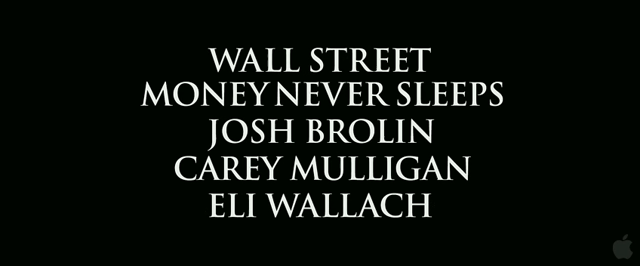 WALL STREET
MONEY NEVER SLEEPS
JOSH BROLIN
CAREY MULLIGAN
ELI WALLACH